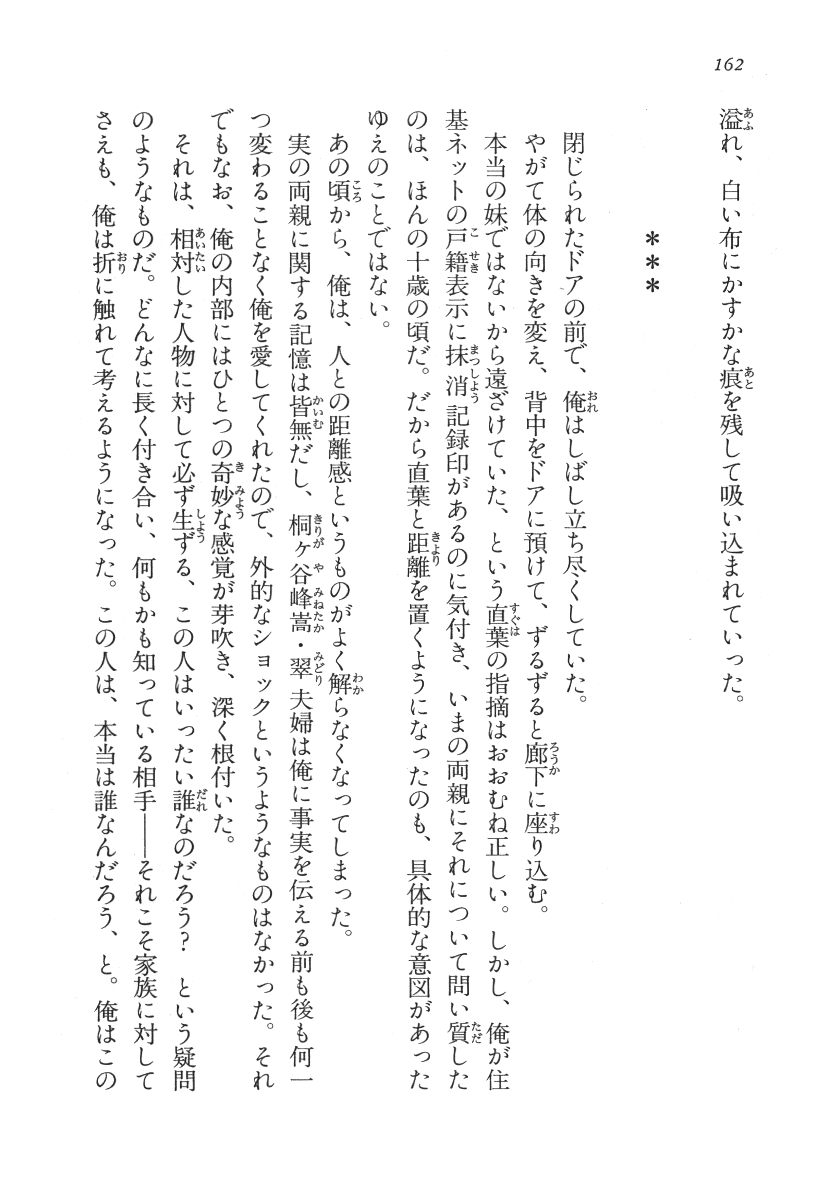 162
溢れ、白い布にかすかな痕を残して吸い込まれていった。
＊＊＊
閉じられたドアの前で、俺はしばし立ち尽くしていた。
やがて体の向きを変え、背中をドアに預けて、ずるずると廊下に座り込む。
本当の妹ではないから遠ざけていた、という直葉の指摘はおおむね正しい。しかし、俺が住
基ネットの戸籍表示に抹消記録印があるのに気付き、いまの両親にそれについて問い質した
のは、ほんの十歳の頃だ。だから直葉と距離を置くようになったのも、具体的な意図があった
ゆえのことではない。
あの頃から、俺は、人との距離感というものがよく解らなくなってしまった。
実の両親に関する記憶は皆無だし、桐ヶ谷峰嵩・翠夫婦は俺に事実を伝える前も後も何一
つ変わることなく俺を愛してくれたので、外的なショックというようなものはなかった。それ
でもなお、俺の内部にはひとつの奇妙な感覚が芽吹き、深く根付いた。
それは、相対した人物に対して必ず生ずる、この人はいったい誰なのだろう？　という疑問
のようなものだ。どんなに長く付き合い、何もかも知っている相手――それこそ家族に対して
さえも、俺は折に触れて考えるようになった。この人は、本当は誰なんだろう、と。俺はこの